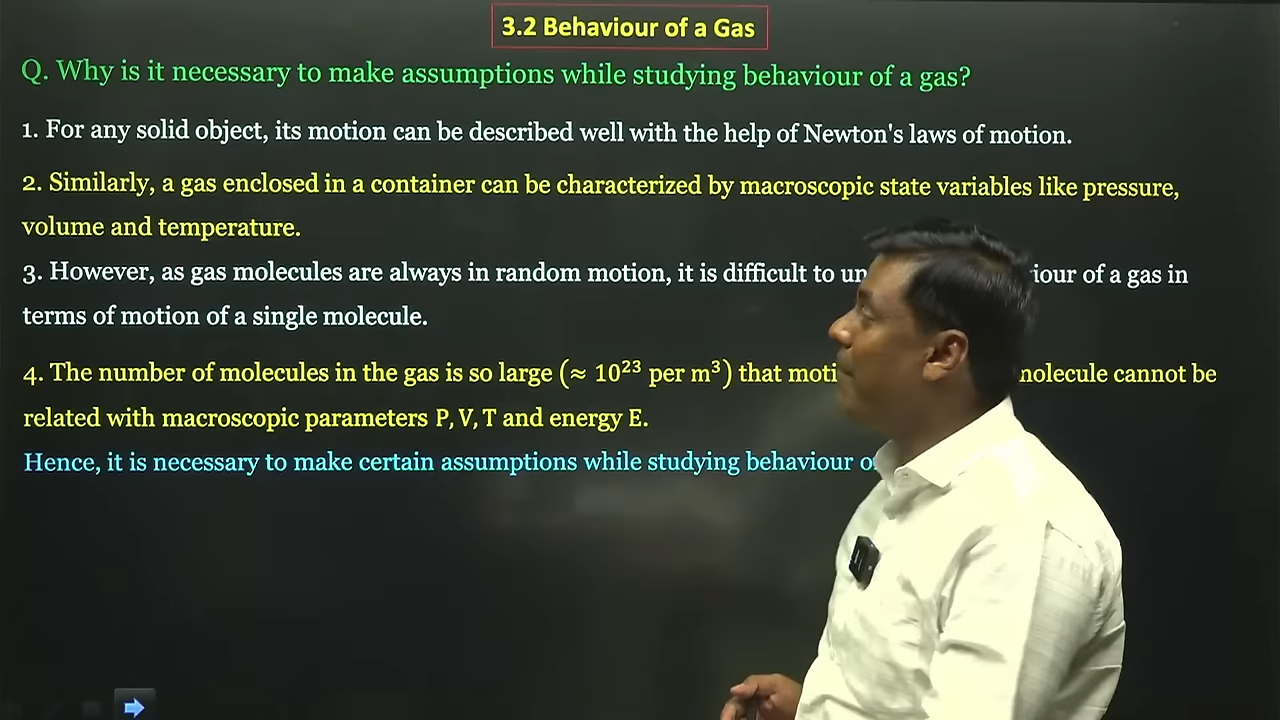 3.2 Behaviour of a Gas
Q. Why is it necessary to make assumptions while studying behaviour of a gas?
1. For any solid object, its motion can be described well with the help of Newton's laws of motion.
2. Similarly, a gas enclosed in a container can be characterized by macroscopic state variables like pressure,
volume and temperature.
3. However, as gas molecules are always in random motion, it is difficult to of a gas in
terms of motion of a single molecule.
4. The number of molecules in the gas is so large (≈ 10²³ per m³) that molecule cannot be
related with macroscopic parameters P, V, T and energy E.
Hence, it is necessary to make certain assumptions while studying behaviour